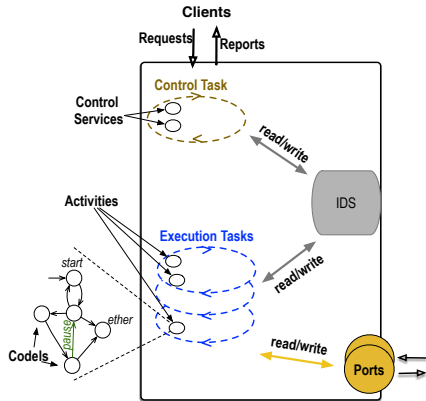 Clients
Requests
Reports
Control Task
Control
Services
read/write
IDS
Activities
Execution Tasks
read/write
start
ether
pause
Codels
read/write
Ports